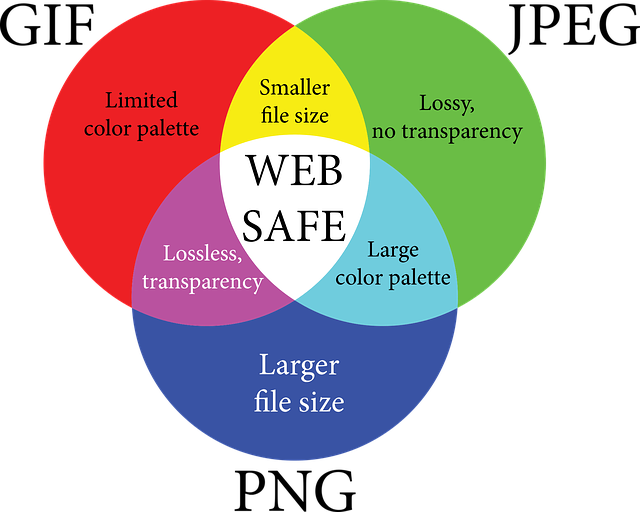 GIF
JPEG
Limited
color palette
Smaller
file size
Lossy,
no transparency
WEB
SAFE
Lossless,
transparency
Large
color palette
Larger
file size
PNG